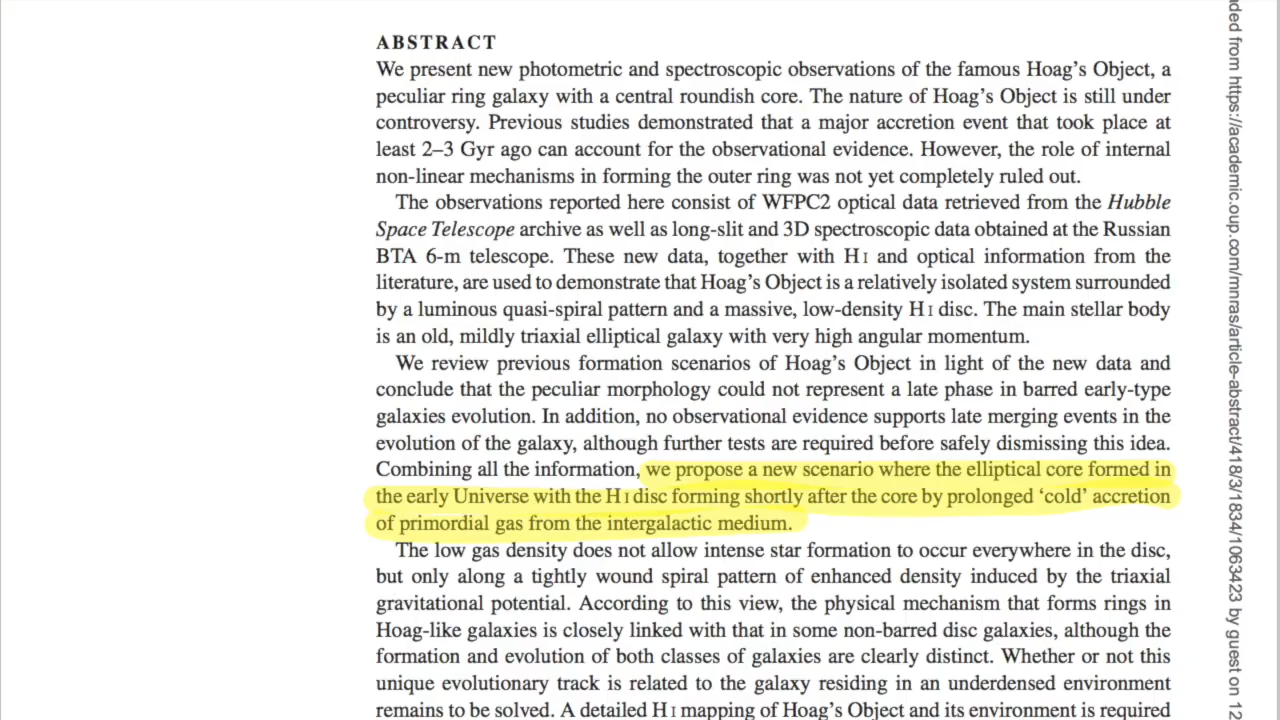 ABSTRACT
We present new photometric and spectroscopic observations of the famous Hoag's Object, a
peculiar ring galaxy with a central roundish core. The nature of Hoag's Object is still under
controversy. Previous studies demonstrated that a major accretion event that took place at
least 2–3 Gyr ago can account for the observational evidence. However, the role of internal
non-linear mechanisms in forming the outer ring was not yet completely ruled out.
The observations reported here consist of WFPC2 optical data retrieved from the Hubble
Space Telescope archive as well as long-slit and 3D spectroscopic data obtained at the Russian
BTA 6-m telescope. These new data, together with H I and optical information from the
literature, are used to demonstrate that Hoag's Object is a relatively isolated system surrounded
by a luminous quasi-spiral pattern and a massive, low-density H I disc. The main stellar body
is an old, mildly triaxial elliptical galaxy with very high angular momentum.
We review previous formation scenarios of Hoag's Object in light of the new data and
conclude that the peculiar morphology could not represent a late phase in barred early-type
galaxies evolution. In addition, no observational evidence supports late merging events in the
evolution of the galaxy, although further tests are required before safely dismissing this idea.
Combining all the information, we propose a new scenario where the elliptical core formed in
the early Universe with the H I disc forming shortly after the core by prolonged 'cold' accretion
of primordial gas from the intergalactic medium.
The low gas density does not allow intense star formation to occur everywhere in the disc,
but only along a tightly wound spiral pattern of enhanced density induced by the triaxial
gravitational potential. According to this view, the physical mechanism that forms rings in
Hoag-like galaxies is closely linked with that in some non-barred disc galaxies, although the
formation and evolution of both classes of galaxies are clearly distinct. Whether or not this
unique evolutionary track is related to the galaxy residing in an underdensed environment
remains to be solved. A detailed H I mapping of Hoag's Object and its environment is required
ded from https://academic.oup.com/mnras/article-abstract/418/3/1834/1063423 by guest on 12